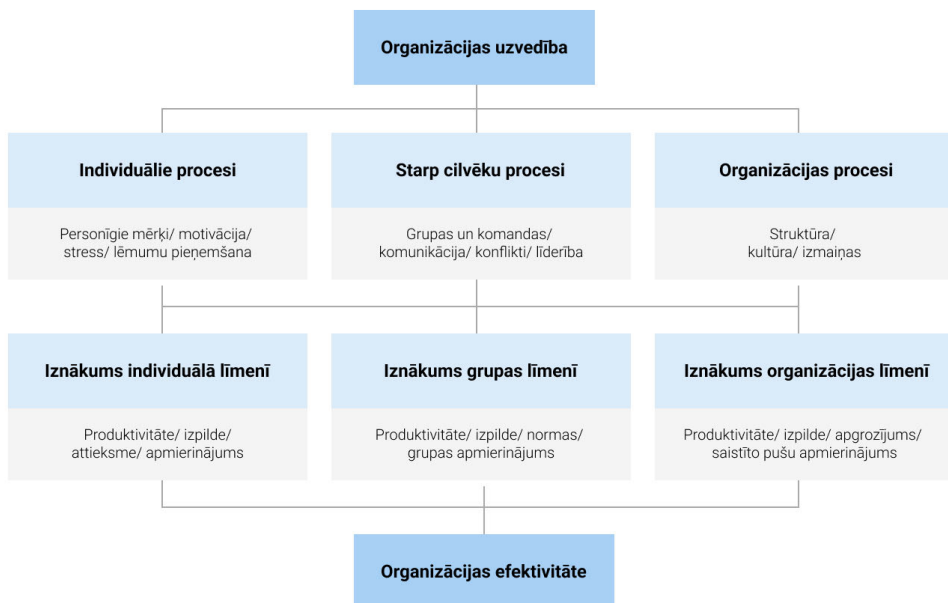 Organizācijas uzvedība
Individuālie procesi
Personīgie mērķi/ motivācija/
stress/ lēmumu pieņemšana
Starp cilvēku procesi
Grupas un komandas/
komunikācija/ konflikti/ līderība
Organizācijas procesi
Struktūra/
kultūra/ izmaiņas
Iznākums individuālā līmenī
Produktivitāte/ izpilde/
attieksme/ apmierinājums
Iznākums grupas līmenī
Produktivitāte/ izpilde/ normas/
grupas apmierinājums
Iznākums organizācijas līmenī
Produktivitāte/ izpilde/ apgrozījums/
saistīto pušu apmierinājums
Organizācijas efektivitāte